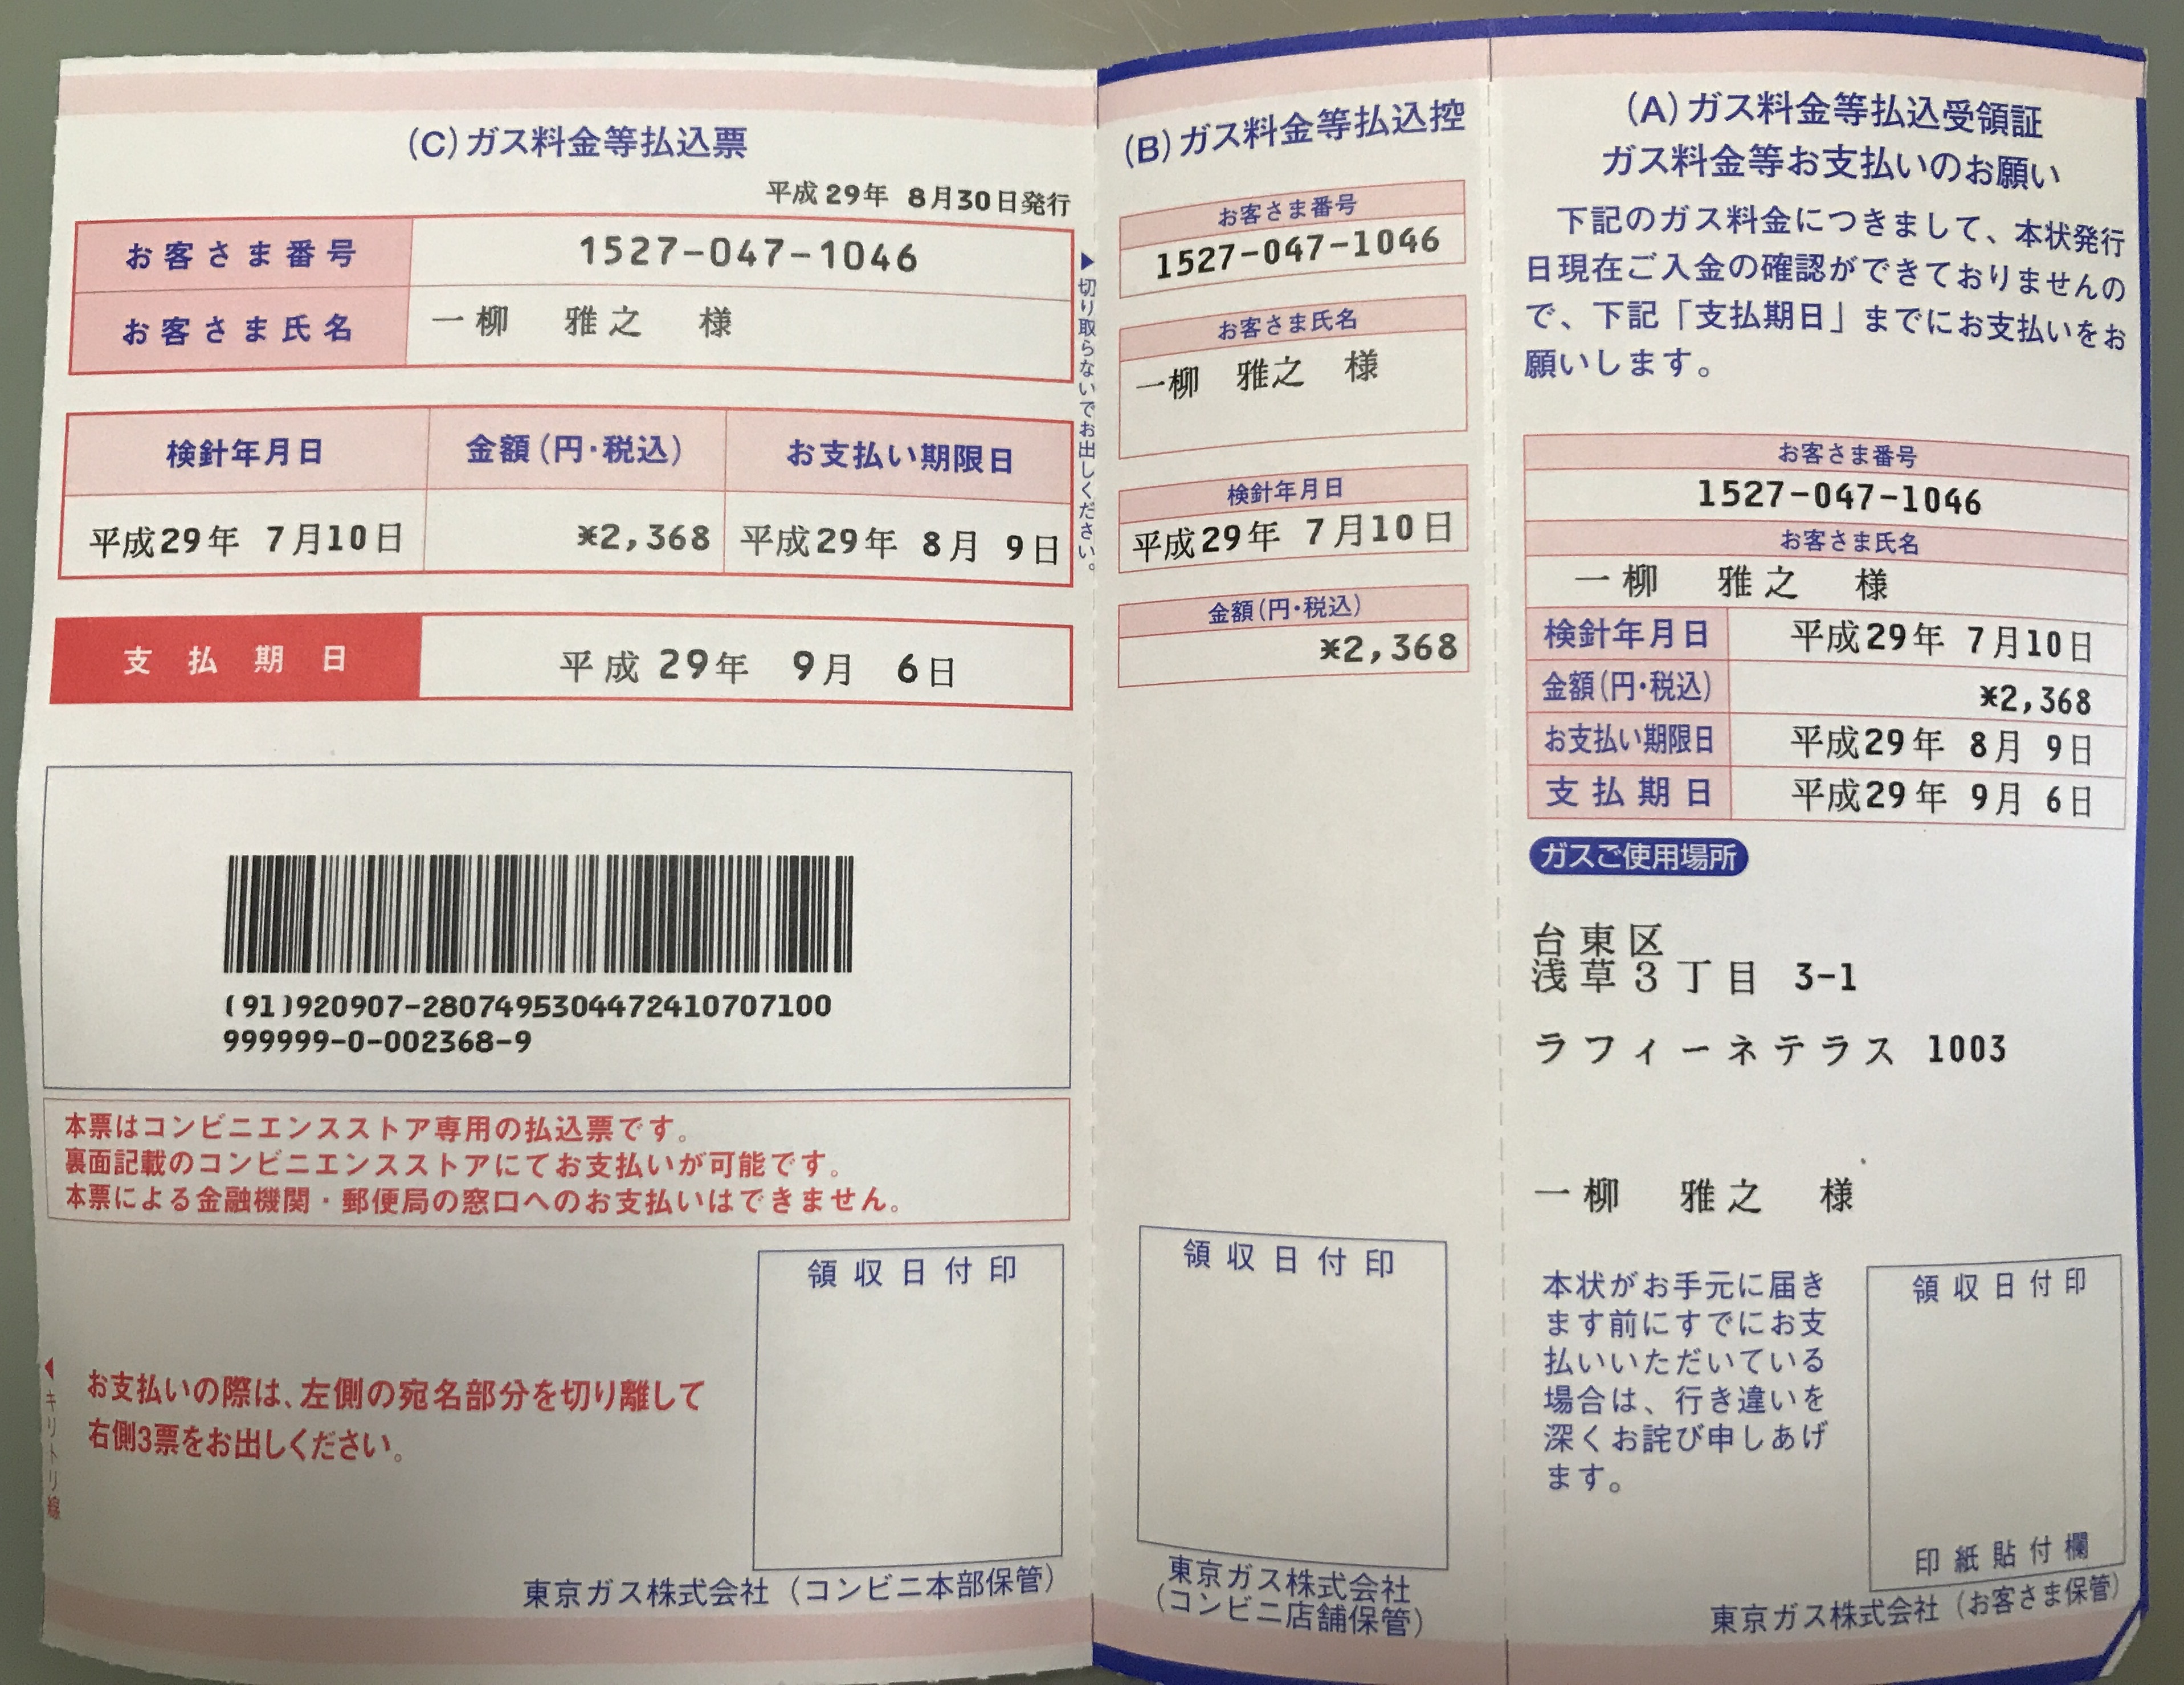 (C)ガス料金等払込票
平成29年 8月30日発行
お客さま番号 1527-047-1046
お客さま氏名 一柳 雅之 様
検針年月日 金額(円・税込) お支払い期限日
平成29年 7月10日 ¥2,368 平成29年 8月 9日
支払期日 平成29年 9月 6日
(91)920907-2807495304472410707100
999999-0-002368-9
本票はコンビニエンスストア専用の払込票です。
裏面記載のコンビニエンスストアにてお支払いが可能です。
本票による金融機関・郵便局の窓口へのお支払いはできません。
領収日付印
お支払いの際は、左側の宛名部分を切り離して
右側3票をお出しください。
◀キリトリ線
東京ガス株式会社(コンビニ本部保管)
▶切り取らないでお出しください。
(B)ガス料金等払込控
お客さま番号
1527-047-1046
お客さま氏名
一柳 雅之 様
検針年月日
平成29年 7月10日
金額(円・税込)
¥2,368
領収日付印
東京ガス株式会社
(コンビニ店舗保管)
(A)ガス料金等払込受領証
ガス料金等お支払いのお願い
下記のガス料金につきまして、本状発行
日現在ご入金の確認ができておりませんの
で、下記「支払期日」までにお支払いをお
願いします。
お客さま番号
1527-047-1046
お客さま氏名
一柳 雅之 様
検針年月日 平成29年 7月10日
金額(円・税込) ¥2,368
お支払い期限日 平成29年 8月 9日
支払期日 平成29年 9月 6日
ガスご使用場所
台東区
浅草3丁目 3-1
ラフィーネテラス 1003
一柳 雅之 様
本状がお手元に届き
ます前にすでにお支
払いいただいている
場合は、行き違いを
深くお詫び申しあげ
ます。
領収日付印
印紙貼付欄
東京ガス株式会社(お客さま保管)